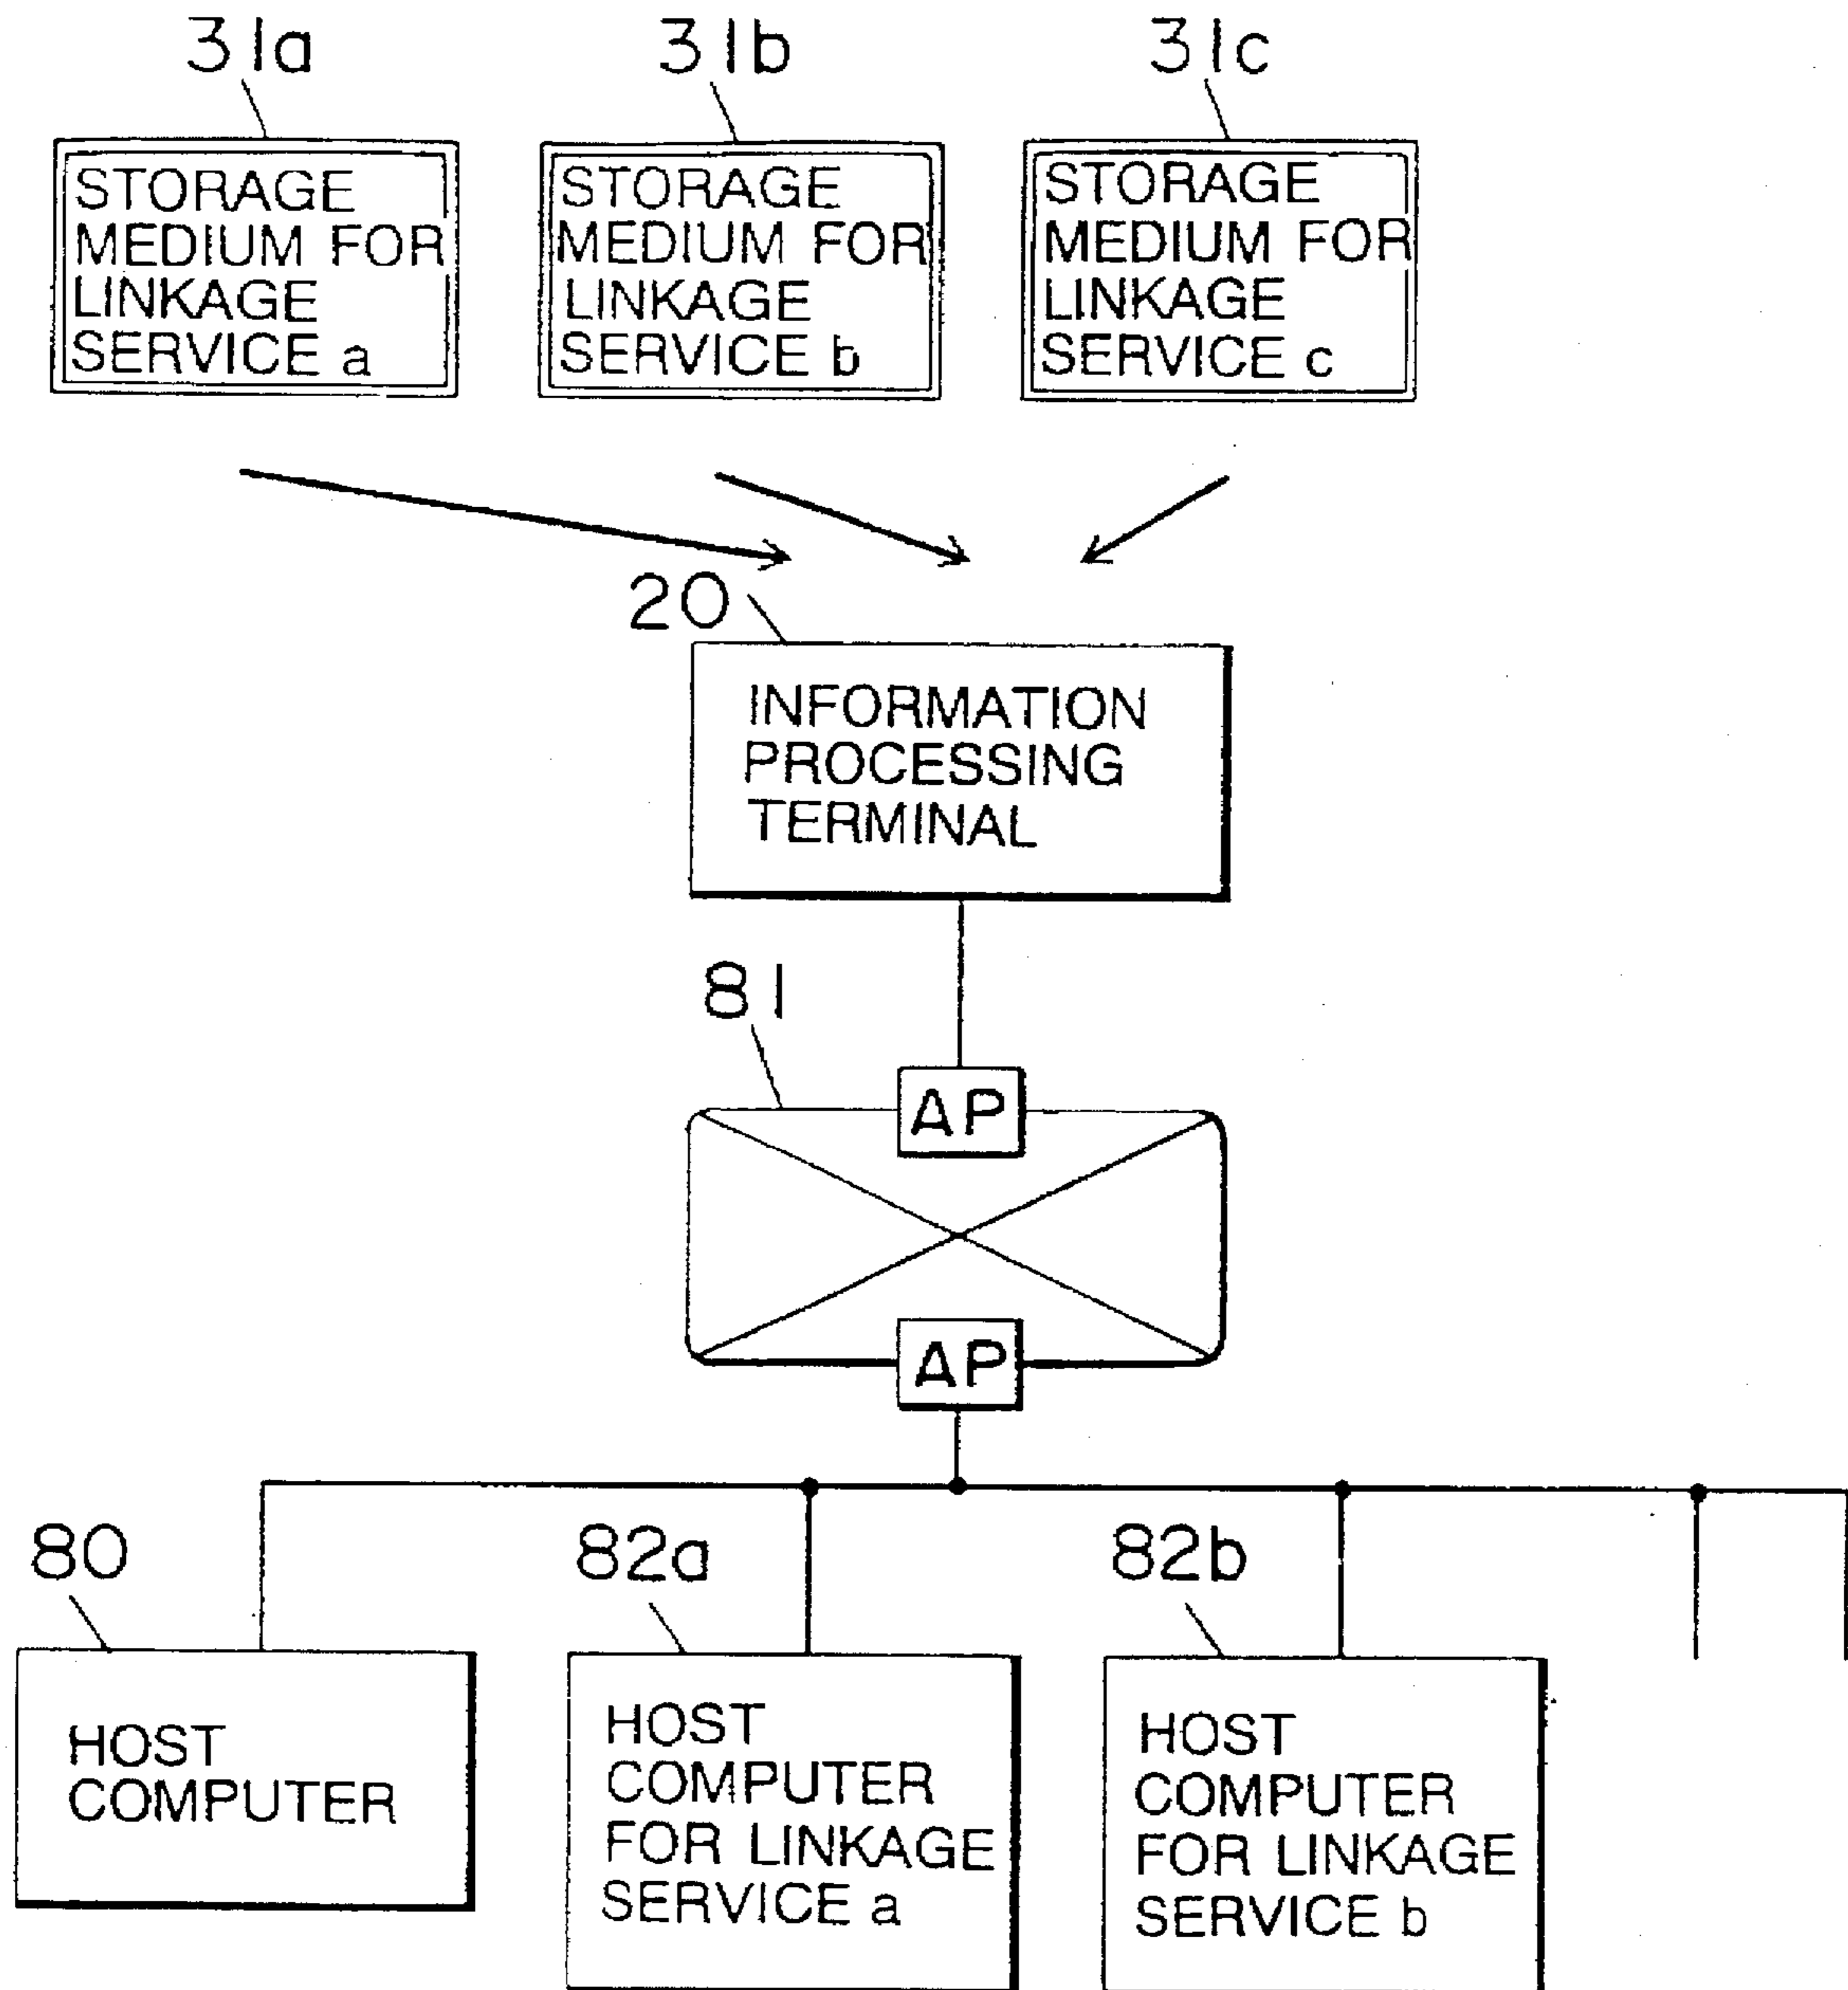 31a
31b
31c
STORAGE
MEDIUM FOR
LINKAGE
SERVICE a
STORAGE
MEDIUM FOR
LINKAGE
SERVICE b
STORAGE
MEDIUM FOR
LINKAGE
SERVICE c
20
INFORMATION
PROCESSING
TERMINAL
81
AP
AP
80
82a
82b
HOST
COMPUTER
HOST
COMPUTER
FOR LINKAGE
SERVICE a
HOST
COMPUTER
FOR LINKAGE
SERVICE b